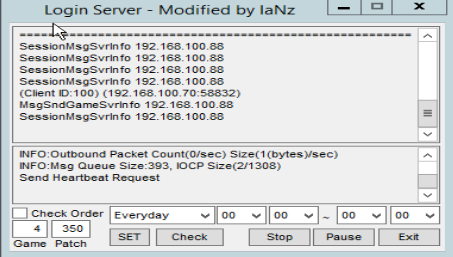 Login Server - Modified by IaNz
SessionMsgSvrInfo 192.168.100.88
SessionMsgSvrInfo 192.168.100.88
SessionMsgSvrInfo 192.168.100.88
SessionMsgSvrInfo 192.168.100.88
(Client ID:100) (192.168.100.70:58832)
MsgSndGameSvrInfo 192.168.100.88
SessionMsgSvrInfo 192.168.100.88
INFO:Outbound Packet Count(0/sec) Size(1(bytes)/sec)
INFO:Msg Queue Size:393, IOCP Size(2/1308)
Send Heartbeat Request
Check Order Everyday 00 00 ~ 00 00
4 350 SET Check Stop Pause Exit
Game Patch